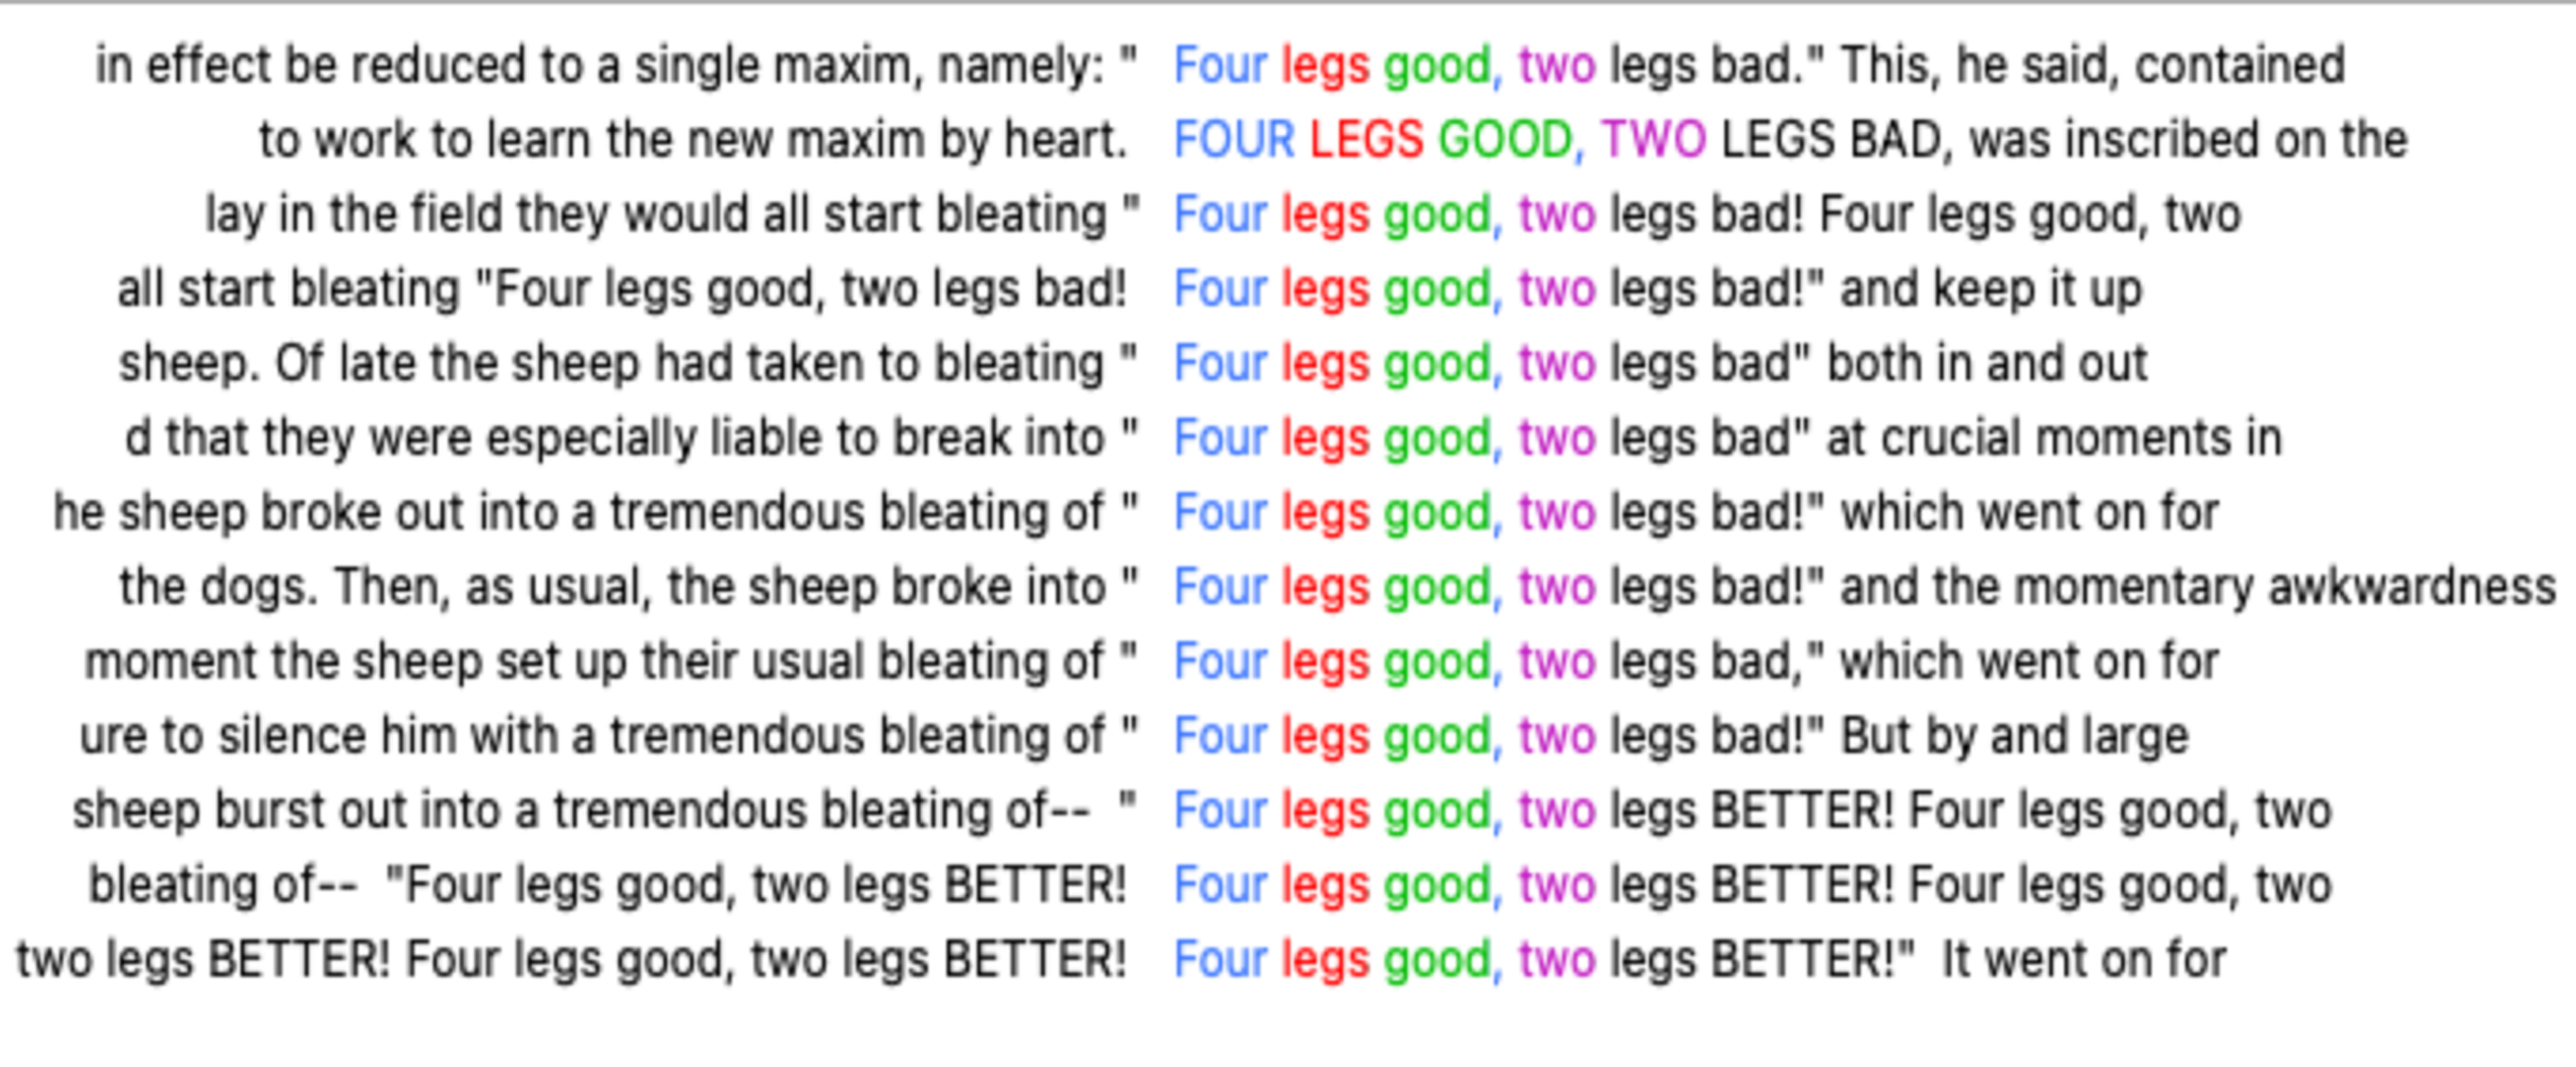 in effect be reduced to a single maxim, namely: " Four legs good, two legs bad." This, he said, contained
to work to learn the new maxim by heart. FOUR LEGS GOOD, TWO LEGS BAD, was inscribed on the
lay in the field they would all start bleating " Four legs good, two legs bad! Four legs good, two
all start bleating "Four legs good, two legs bad! Four legs good, two legs bad!" and keep it up
sheep. Of late the sheep had taken to bleating " Four legs good, two legs bad" both in and out
d that they were especially liable to break into " Four legs good, two legs bad" at crucial moments in
he sheep broke out into a tremendous bleating of " Four legs good, two legs bad!" which went on for
the dogs. Then, as usual, the sheep broke into " Four legs good, two legs bad!" and the momentary awkwardness
moment the sheep set up their usual bleating of " Four legs good, two legs bad," which went on for
ure to silence him with a tremendous bleating of " Four legs good, two legs bad!" But by and large
sheep burst out into a tremendous bleating of-- " Four legs good, two legs BETTER! Four legs good, two
bleating of-- "Four legs good, two legs BETTER! Four legs good, two legs BETTER! Four legs good, two
two legs BETTER! Four legs good, two legs BETTER! Four legs good, two legs BETTER!" It went on for